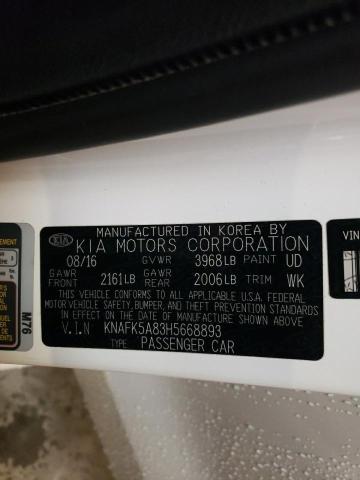 MANUFACTURED IN KOREA BY
KIA KIA MOTORS CORPORATION
08/16 GVWR 3968LB PAINT UD
GAWR FRONT 2161LB GAWR REAR 2006LB TRIM WK
THIS VEHICLE CONFORMS TO ALL APPLICABLE U.S.A. FEDERAL
MOTOR VEHICLE SAFETY, BUMPER, AND THEFT PREVENTION STANDARDS
IN EFFECT ON THE DATE OF MANUFACTURE SHOWN ABOVE.
V.I.N KNAFK5A83H5668893
TYPE PASSENGER CAR
M76
VIN